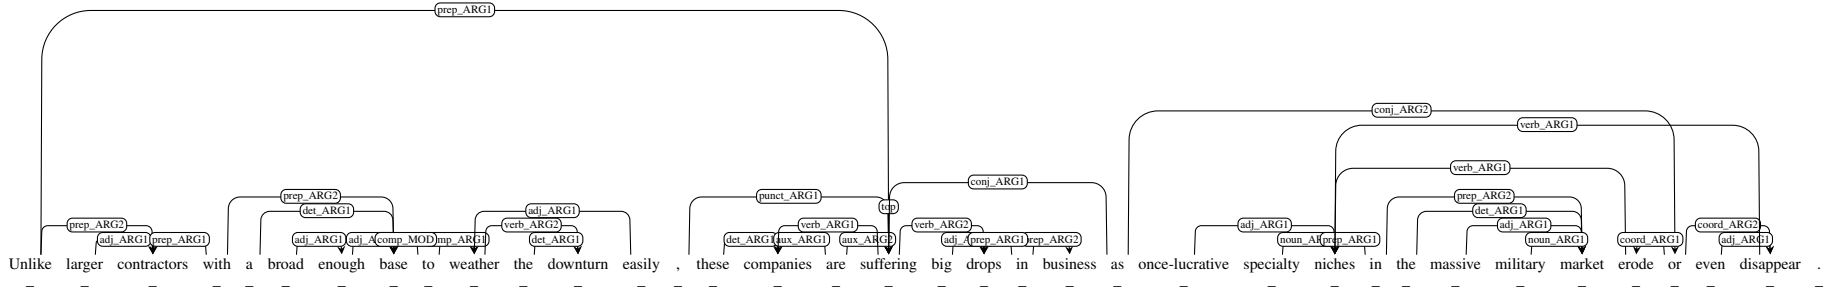 prep_ARG1
conj_ARG2
verb_ARG1
verb_ARG1
conj_ARG1
prep_ARG2 punct_ARG1 prep_ARG2
top
det_ARG1 adj_ARG1 det_ARG1
prep_ARG2 verb_ARG2 verb_ARG1 verb_ARG2 adj_ARG1 adj_ARG1 coord_ARG2
adj_ARG1 prep_ARG1 adj_ARG1 comp_MOD det_ARG1 det_ARG1 aux_ARG1 aux_ARG2 prep_ARG1 prep_ARG2 prep_ARG1 noun_ARG1 coord_ARG1 adj_ARG1
Unlike larger contractors with a broad enough base to weather the downturn easily , these companies are suffering big drops in business as once-lucrative specialty niches in the massive military market erode or even disappear .